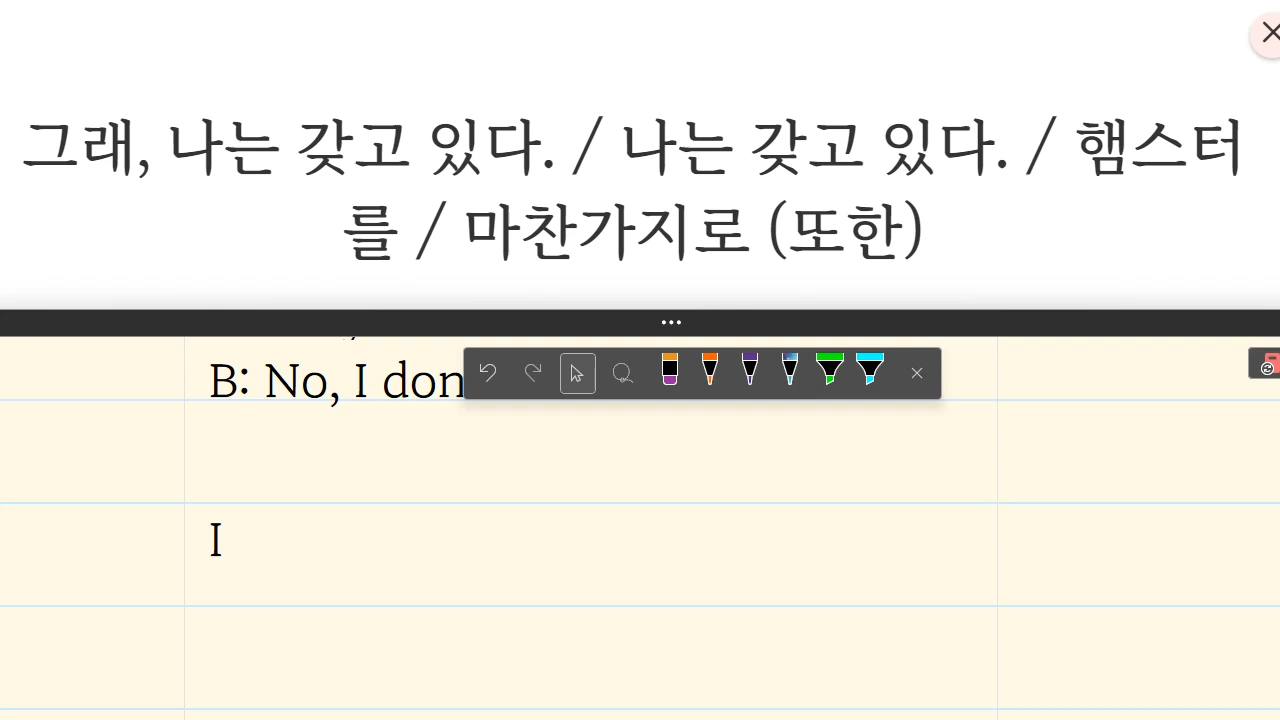 그래, 나는 갖고 있다. / 나는 갖고 있다. / 햄스터
를 / 마찬가지로 (또한)
B: No, I don
I